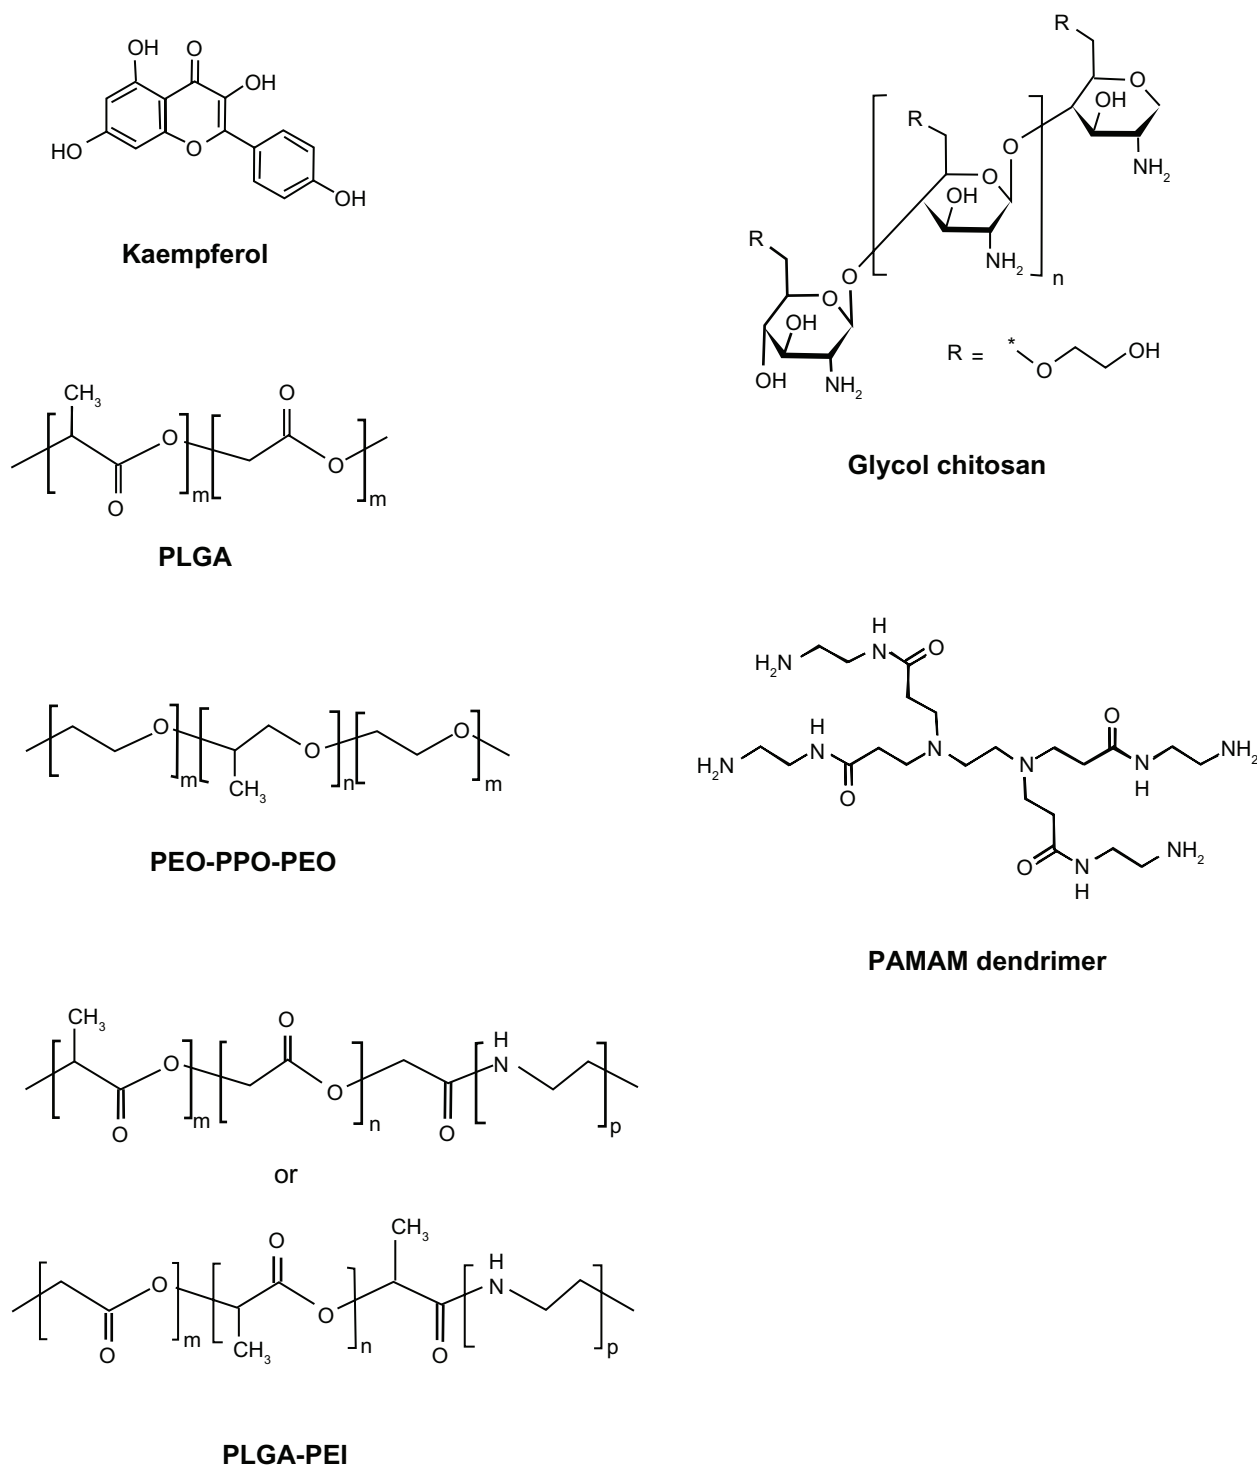 OH O
OH
HO O
OH
Kaempferol
R
O
OH
NH2
R
O
O
OH
NH2
n
R
O
O
OH
OH NH2
R = * O OH
Glycol chitosan
CH3 O
O
O
O
m m
PLGA
O O
O
m n m
CH3
PEO-PPO-PEO
H
H2N N O
H O
H2N N N N N NH2
O H
O N NH2
H
PAMAM dendrimer
CH3 O H
O N
O
O O
m n p
or
CH3
O H
O N
O
O CH3 O
m n p
PLGA-PEI